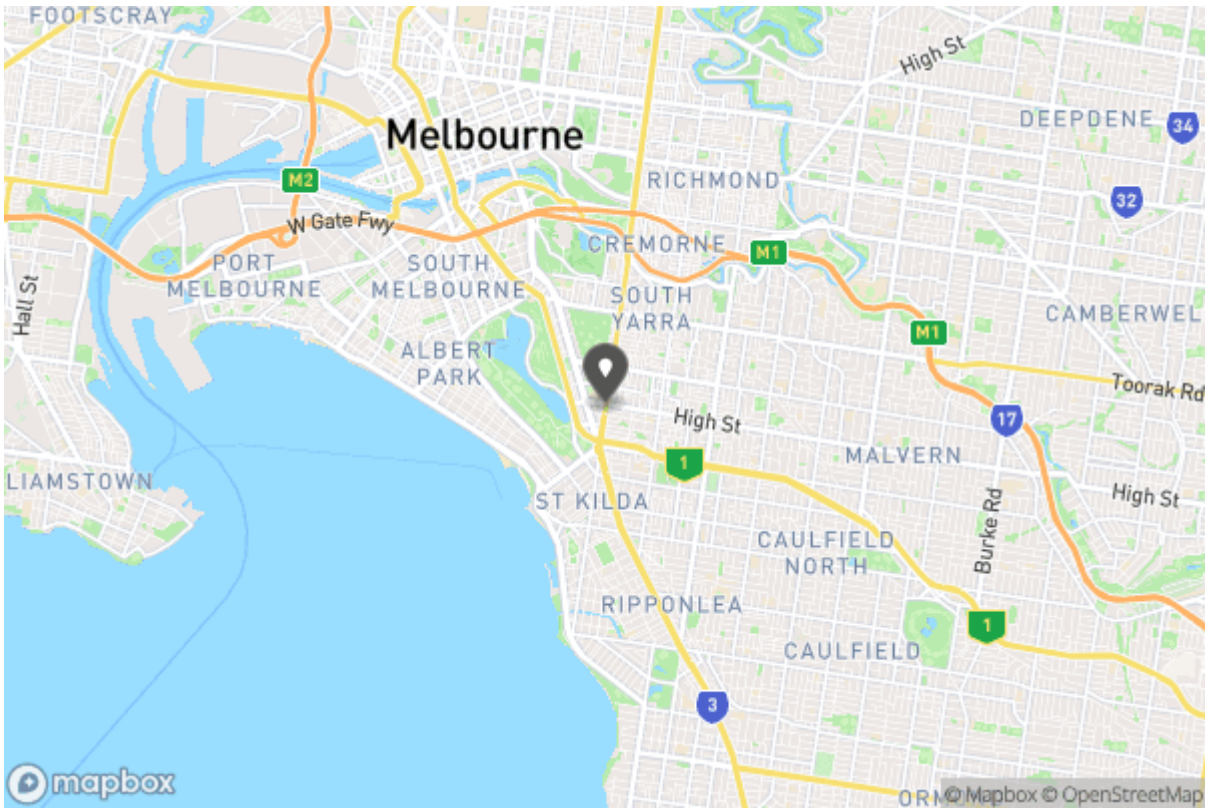 FOOTSCRAY
High St
DEEPDENE
34
Melbourne
M2
RICHMOND
32
W Gate Fwy
CREMORNE
M1
PORT
MELBOURNE
SOUTH
MELBOURNE
SOUTH
YARRA
Hall St
M1
CAMBERWEL
ALBERT
PARK
Toorak Rd
High St
17
1
MALVERN
LIAMSTOWN
ST KILDA
High St
Burke Rd
CAULFIELD
NORTH
RIPPONLEA
1
CAULFIELD
3
mapbox
ORM
© Mapbox © OpenStreetMap